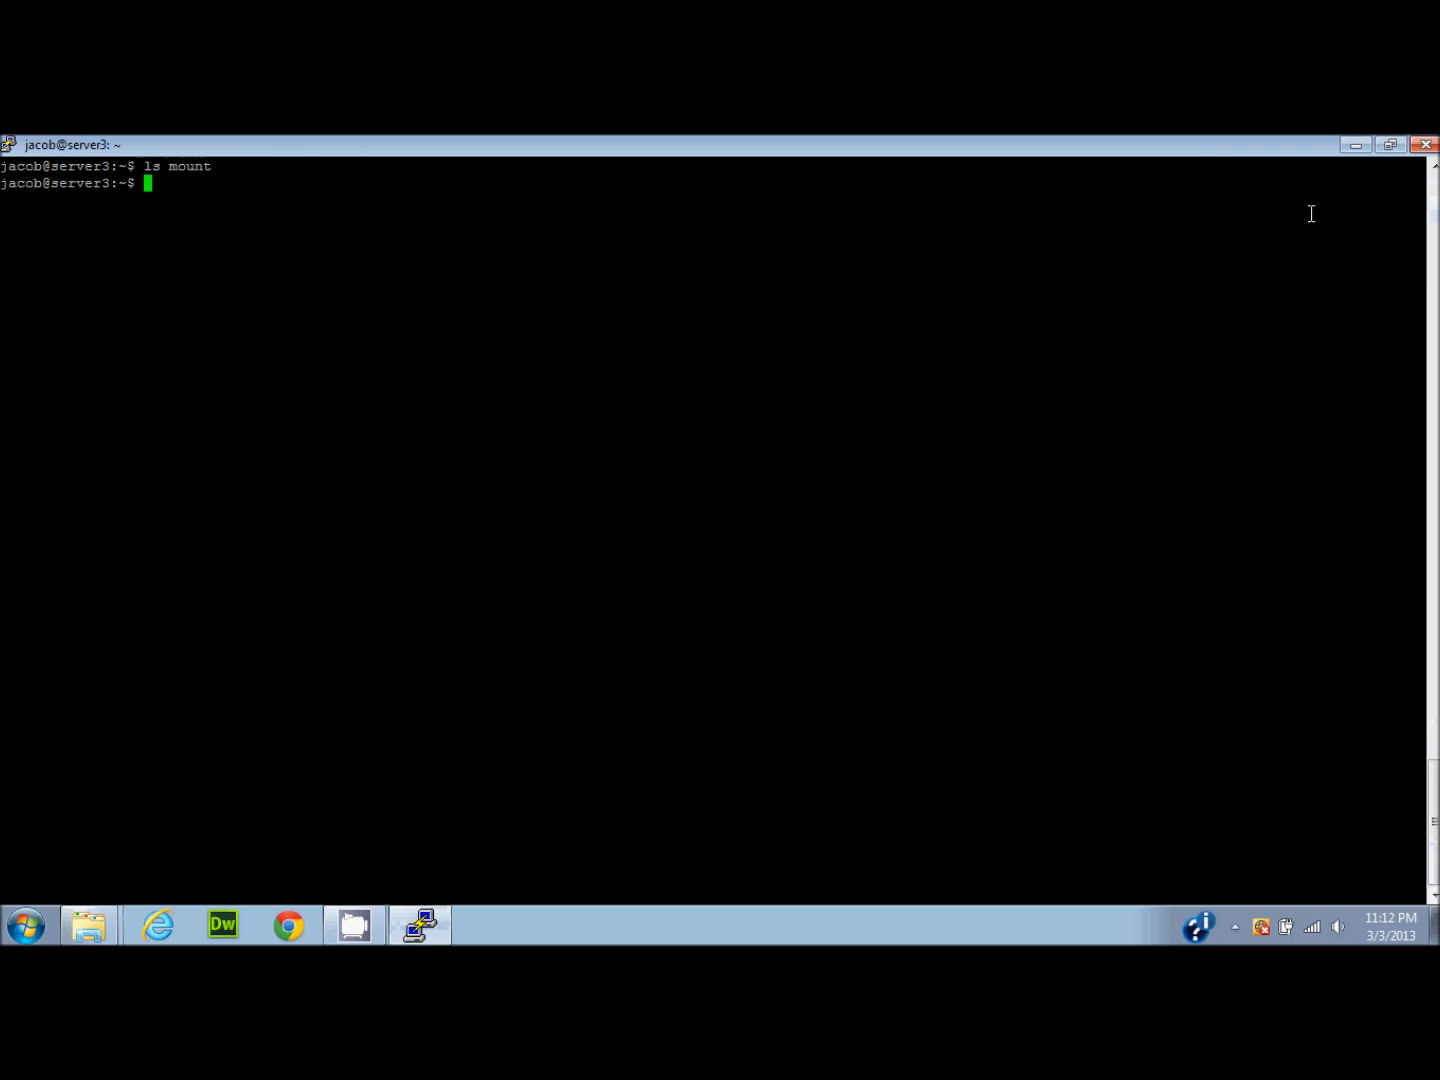 jacob@server3: ~
jacob@server3:~$ ls mount
jacob@server3:~$
Dw
11:12 PM
3/3/2013